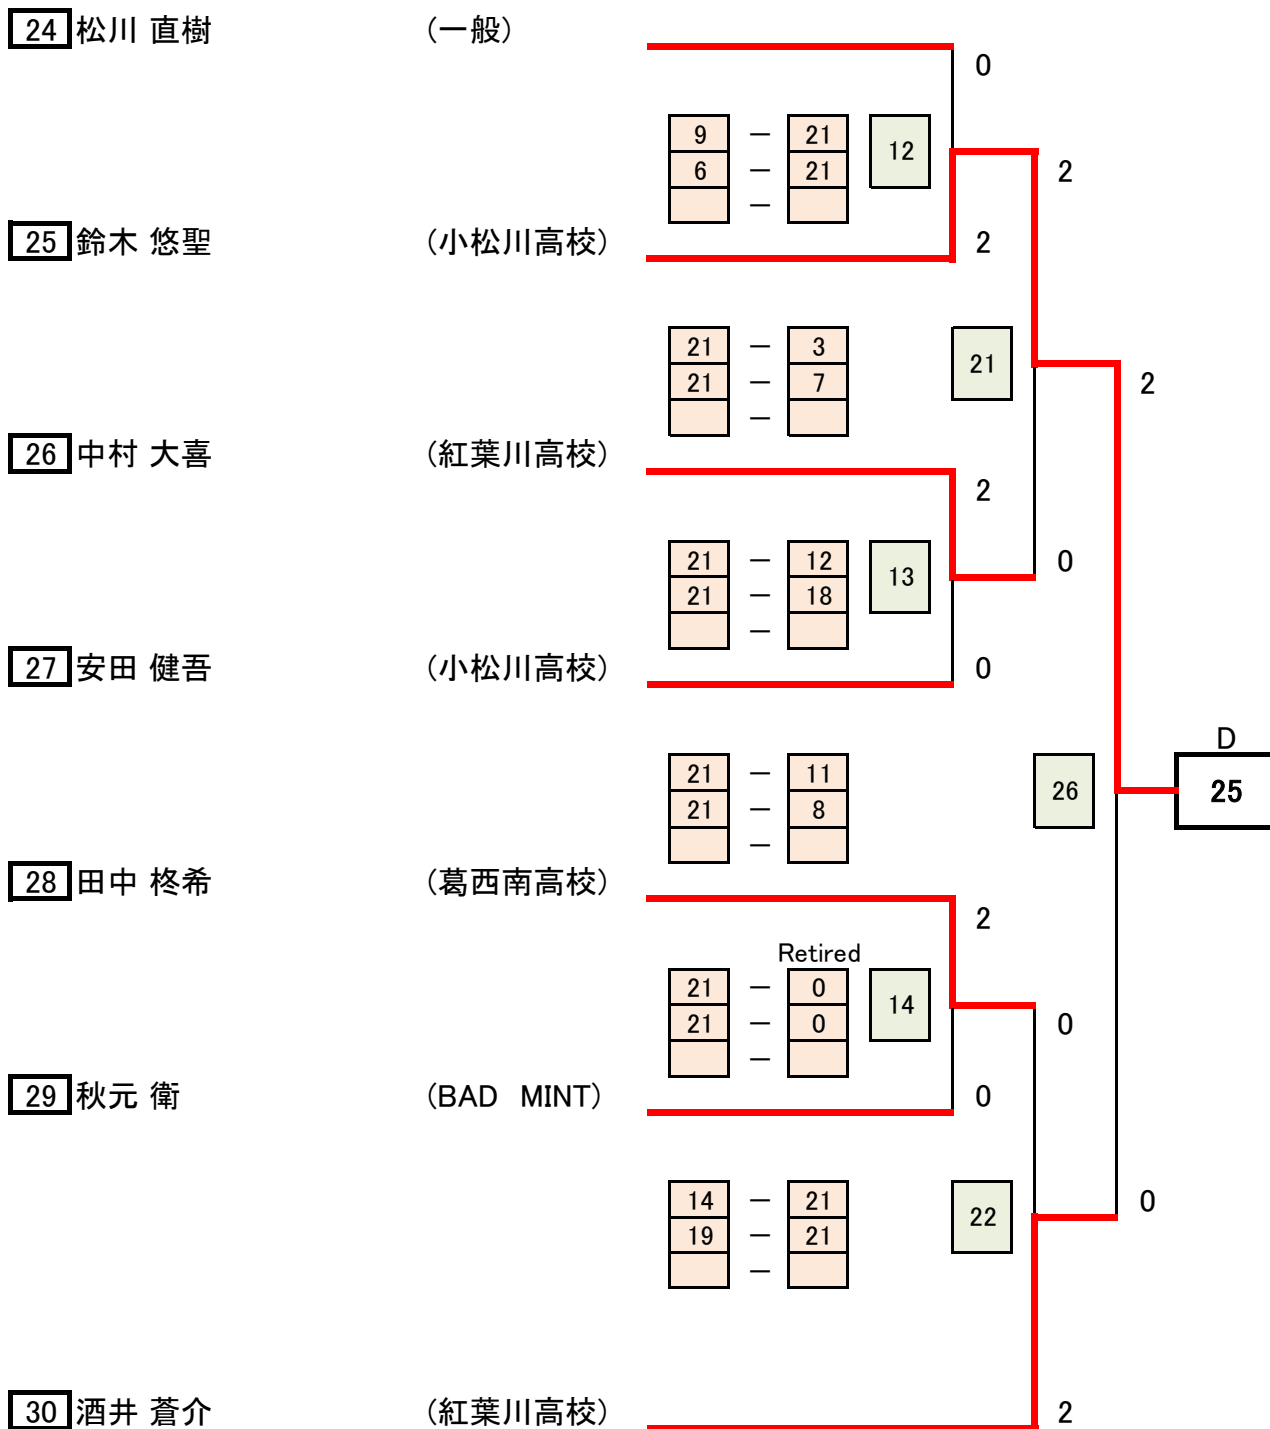 24 松川 直樹 (一般)
0
9 － 21 12
6 － 21
2
－
25 鈴木 悠聖 (小松川高校) 2
21 － 3 21
21 － 7 2
－
26 中村 大喜 (紅葉川高校)
2
21 － 12 13 0
21 － 18
－
27 安田 健吾 (小松川高校) 0
D
21 － 11 26 25
21 － 8
－
28 田中 柊希 (葛西南高校)
2
Retired
21 － 0 14
21 － 0 0
－
29 秋元 衛 (BAD MINT) 0
14 － 21 22 0
19 － 21
－
30 酒井 蒼介 (紅葉川高校) 2